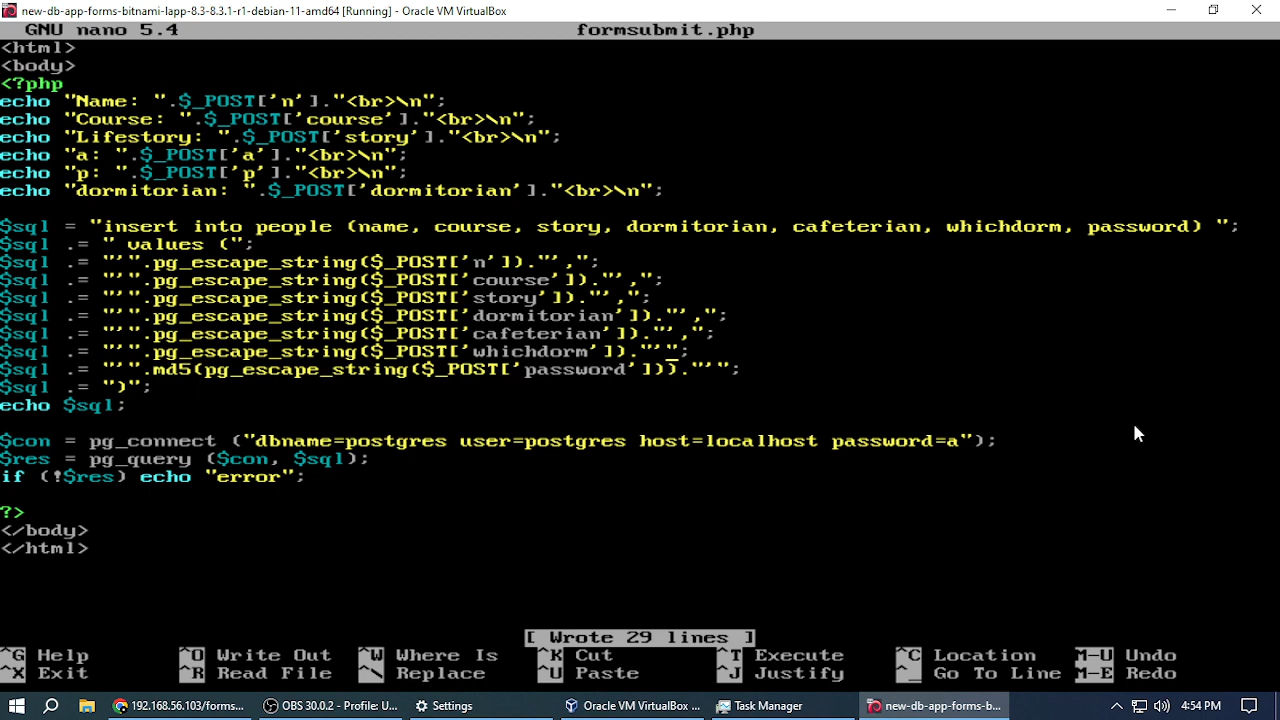 new-db-app-forms-bitnami-lapp-8.3-8.3.1-r1-debian-11-amd64 [Running] - Oracle VM VirtualBox
GNU nano 5.4 formsubmit.php
<html>
<body>
<?php
echo "Name: ".$_POST['n']."<br>\n";
echo "Course: ".$_POST['course']."<br>\n";
echo "Lifestory: ".$_POST['story']."<br>\n";
echo "a: ".$_POST['a']."<br>\n";
echo "p: ".$_POST['p']."<br>\n";
echo "dormitorian: ".$_POST['dormitorian']."<br>\n";
$sql = "insert into people (name, course, story, dormitorian, cafeterian, whichdorm, password) ";
$sql .= " values (";
$sql .= "'".pg_escape_string($_POST['n'])."',";
$sql .= "'".pg_escape_string($_POST['course'])."',";
$sql .= "'".pg_escape_string($_POST['story'])."',";
$sql .= "'".pg_escape_string($_POST['dormitorian'])."',";
$sql .= "'".pg_escape_string($_POST['cafeterian'])."',";
$sql .= "'".pg_escape_string($_POST['whichdorm'])."'";
$sql .= "'".md5(pg_escape_string($_POST['password']))."'";
$sql .= ")";
echo $sql;
$con = pg_connect ("dbname=postgres user=postgres host=localhost password=a");
$res = pg_query ($con, $sql);
if (!$res) echo "error";
?>
</body>
</html>
[ Wrote 29 lines ]
^G Help ^O Write Out ^W Where Is ^K Cut ^T Execute ^C Location M-U Undo
^X Exit ^R Read File ^\ Replace ^U Paste ^J Justify ^_ Go To Line M-E Redo
192.168.56.103/forms... OBS 30.0.2 - Profile: U... Settings Oracle VM VirtualBox ... Task Manager new-db-app-forms-b... 4:54 PM